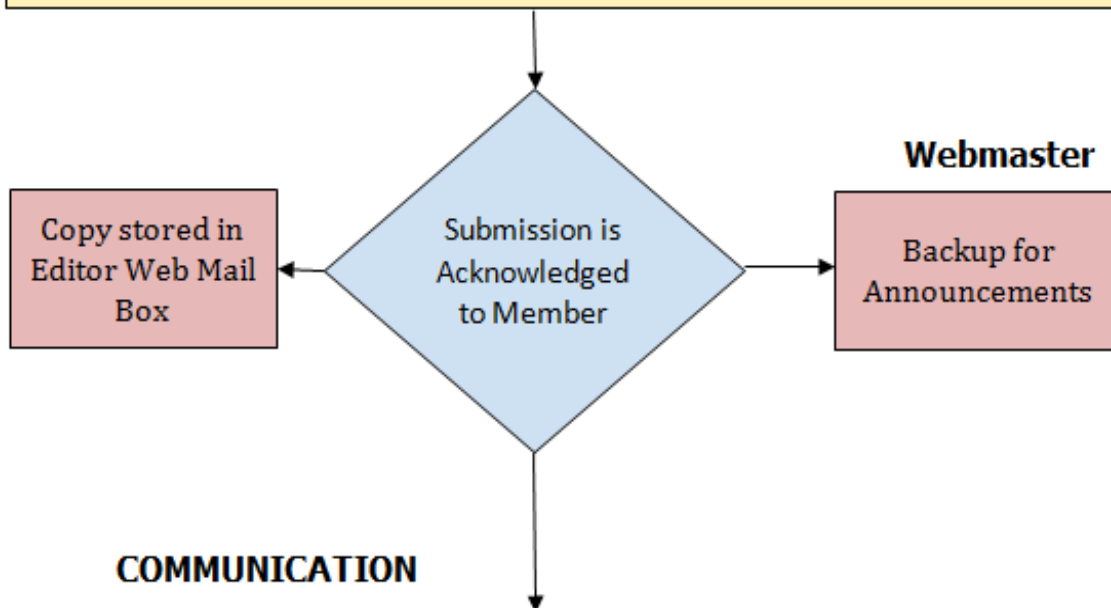 Webmaster
Copy stored in
Editor Web Mail
Box
Submission is
Acknowledged
to Member
Backup for
Announcements
COMMUNICATION